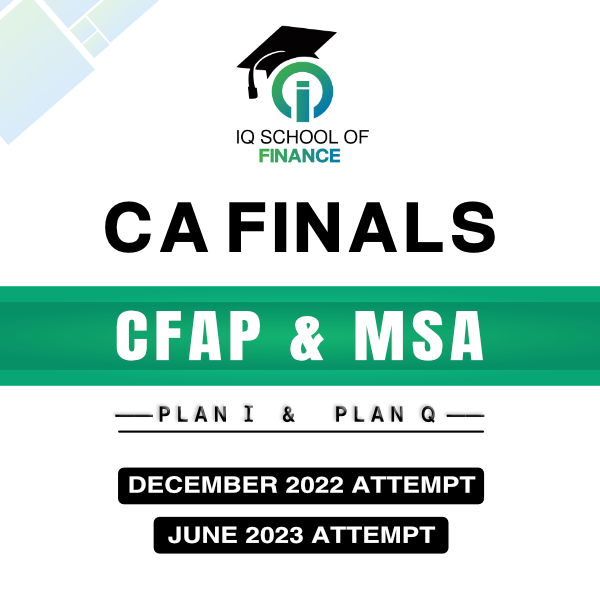 IQ SCHOOL OF
FINANCE
CA FINALS
CFAP & MSA
PLAN I & PLAN Q
DECEMBER 2022 ATTEMPT
JUNE 2023 ATTEMPT